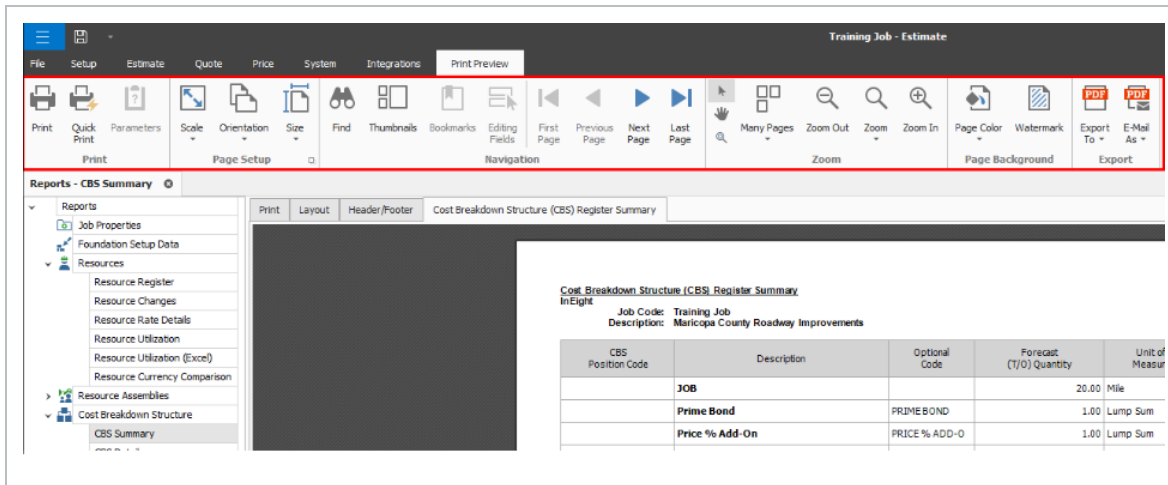 Training Job - Estimate
File Setup Estimate Quote Price System Integrations Print Preview
Print Quick Print Parameters Scale Orientation Size Find Thumbnails Bookmarks Editing Fields First Page Previous Page Next Page Last Page Many Pages Zoom Out Zoom Zoom In Page Color Watermark PDF Export To PDF E-Mail As
Print Page Setup Navigation Zoom Page Background Export
Reports - CBS Summary
Reports
Job Properties
Foundation Setup Data
Resources
Resource Register
Resource Changes
Resource Rate Details
Resource Utilization
Resource Utilization (Excel)
Resource Currency Comparison
Resource Assemblies
Cost Breakdown Structure
CBS Summary
Print Layout Header/Footer Cost Breakdown Structure (CBS) Register Summary
Cost Breakdown Structure (CBS) Register Summary
InEight
Job Code: Training Job
Description: Maricopa County Roadway Improvements
CBS Position Code Description Optional Code Forecast (T/O) Quantity Unit of
JOB 20.00 Mile
Prime Bond PRIMEBOND 1.00 Lump Sum
Price % Add-On PRICE % ADD-O 1.00 Lump Sum